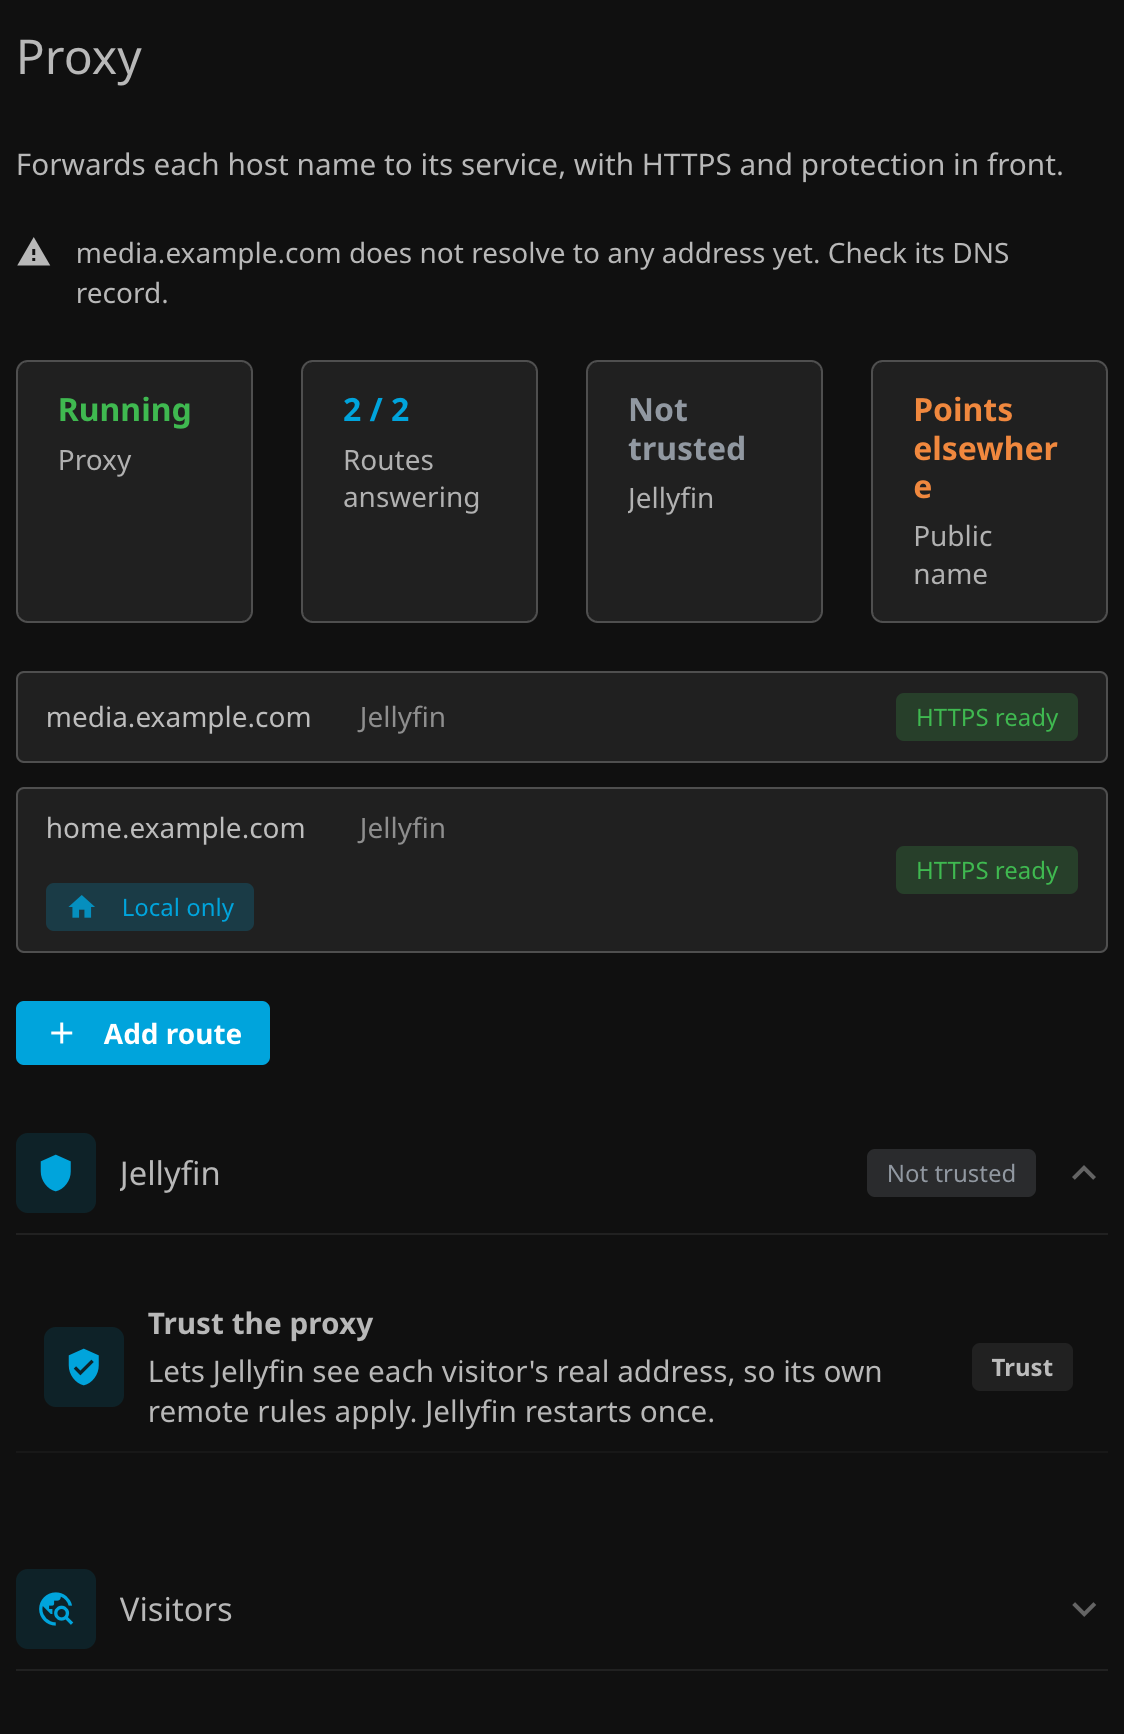 Proxy
Forwards each host name to its service, with HTTPS and protection in front.
media.example.com does not resolve to any address yet. Check its DNS
record.
Running
Proxy
2 / 2
Routes
answering
Not
trusted
Jellyfin
Points
elsewher
e
Public
name
media.example.com Jellyfin HTTPS ready
home.example.com Jellyfin
HTTPS ready
Local only
Add route
Jellyfin Not trusted
Trust the proxy
Lets Jellyfin see each visitor's real address, so its own
remote rules apply. Jellyfin restarts once.
Trust
Visitors